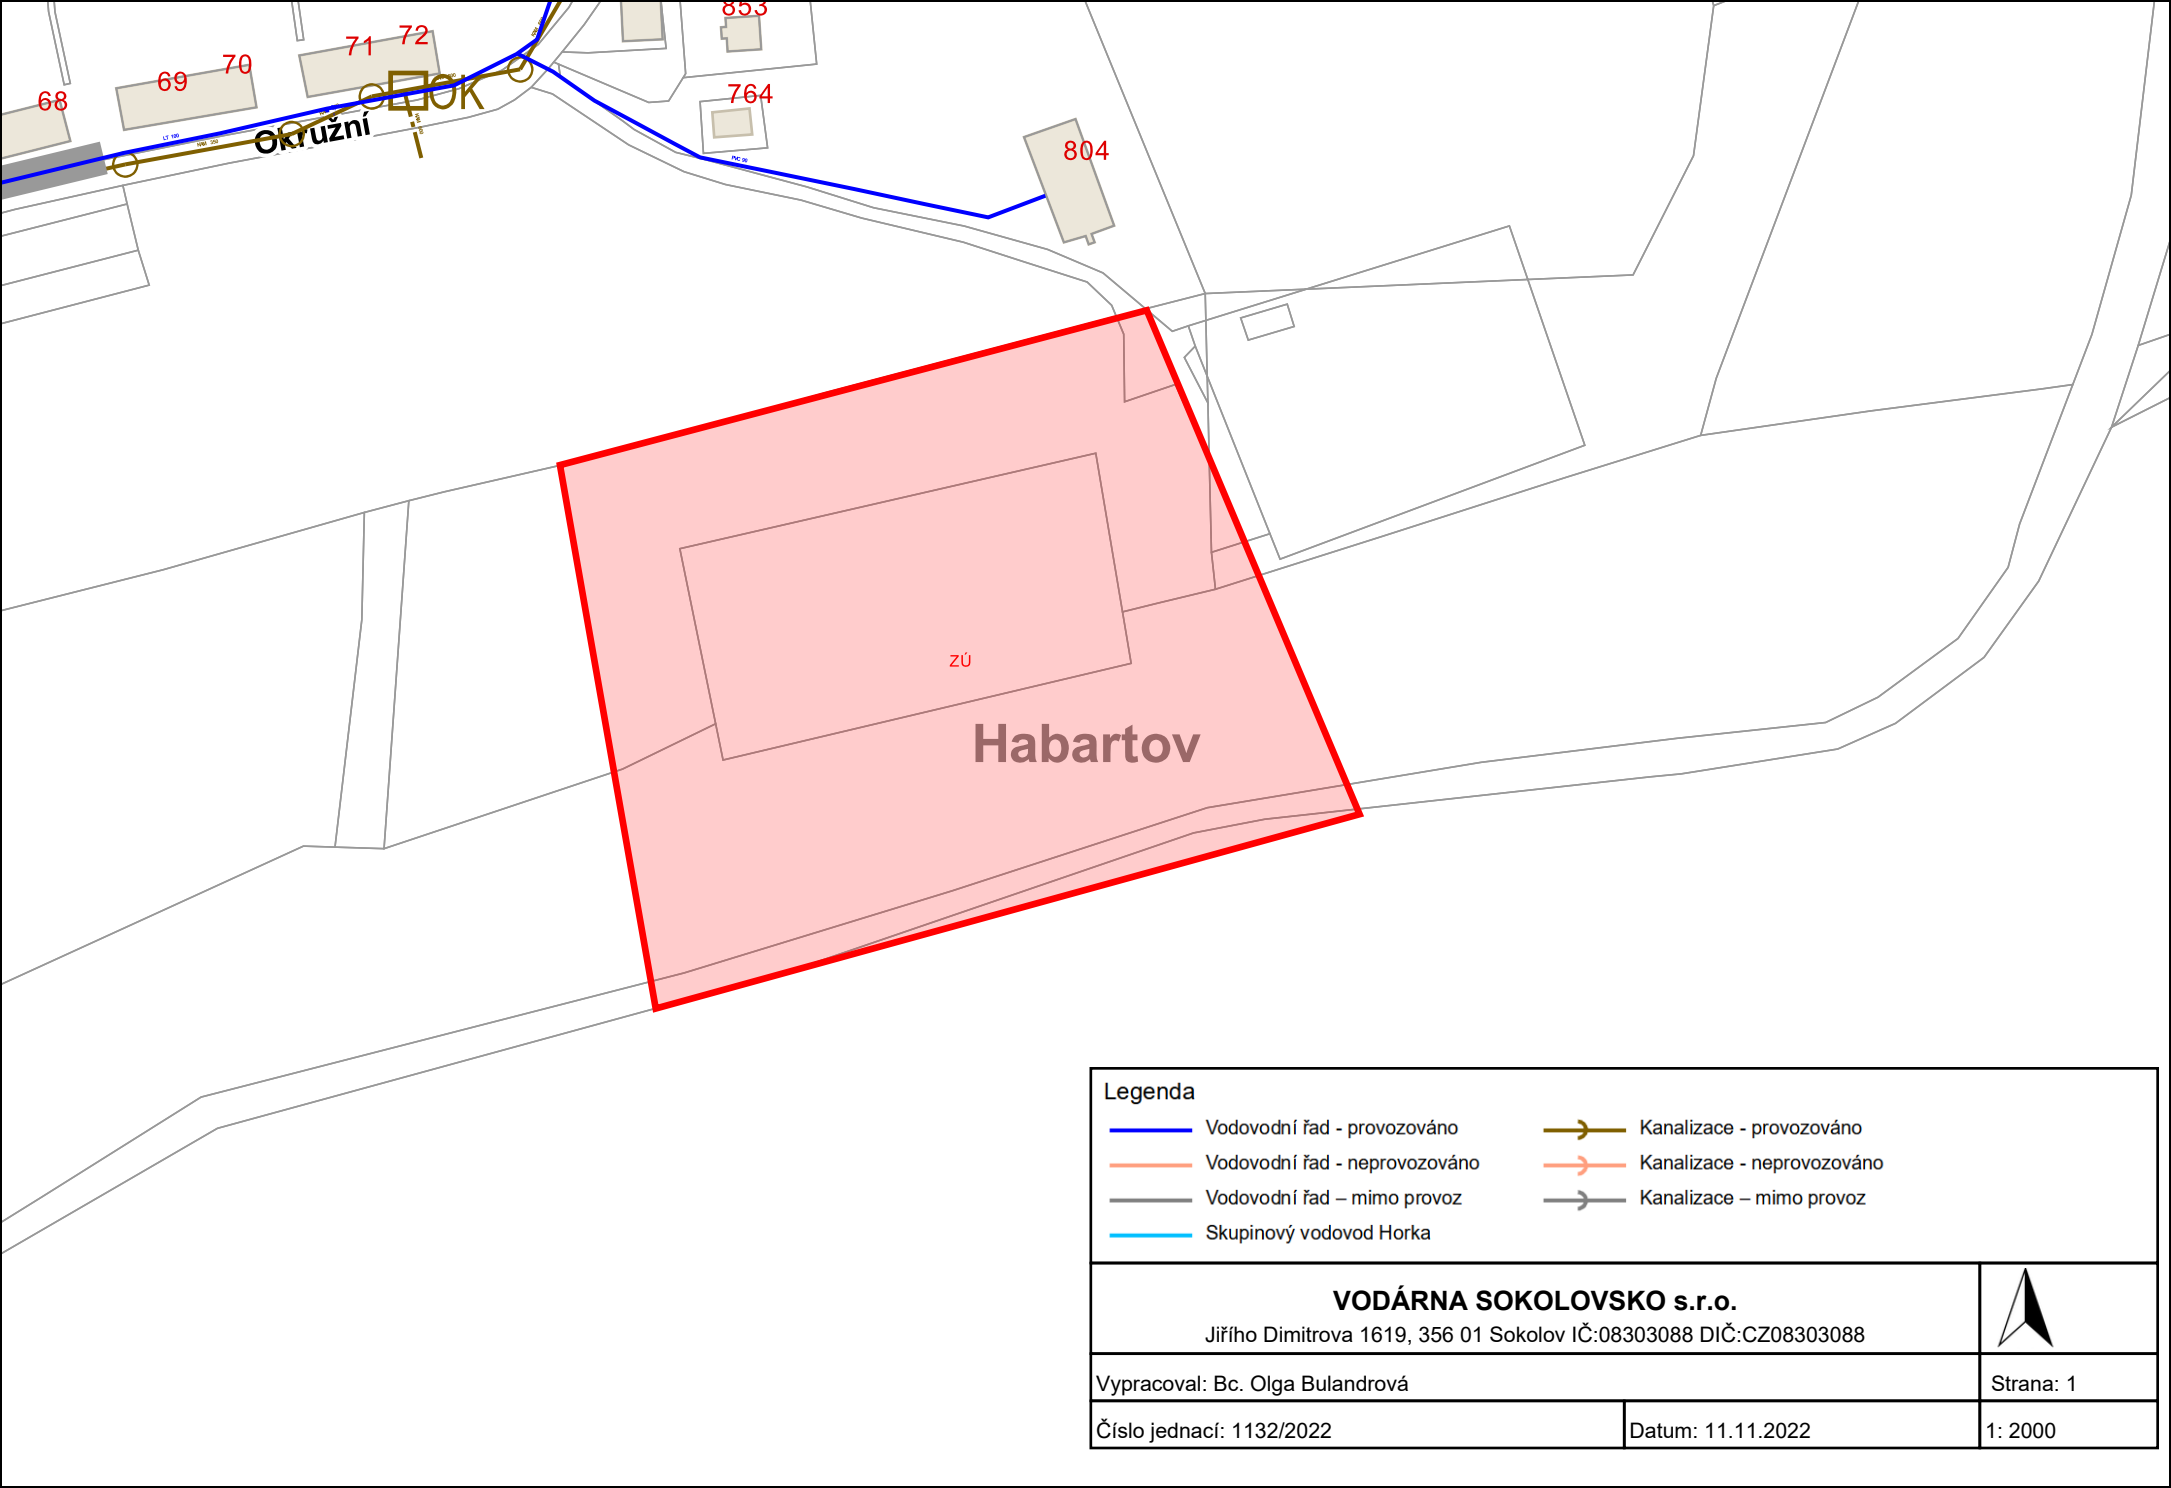 853
72
71
70
69
68
OK
764
Okružní
804
PVC 90
ZÚ
Habartov
Legenda
Vodovodní řad - provozováno
Kanalizace - provozováno
Vodovodní řad - neprovozováno
Kanalizace - neprovozováno
Vodovodní řad – mimo provoz
Kanalizace – mimo provoz
Skupinový vodovod Horka
VODÁRNA SOKOLOVSKO s.r.o.
Jiřího Dimitrova 1619, 356 01 Sokolov IČ:08303088 DIČ:CZ08303088
Vypracoval: Bc. Olga Bulandrová
Strana: 1
Číslo jednací: 1132/2022
Datum: 11.11.2022
1: 2000